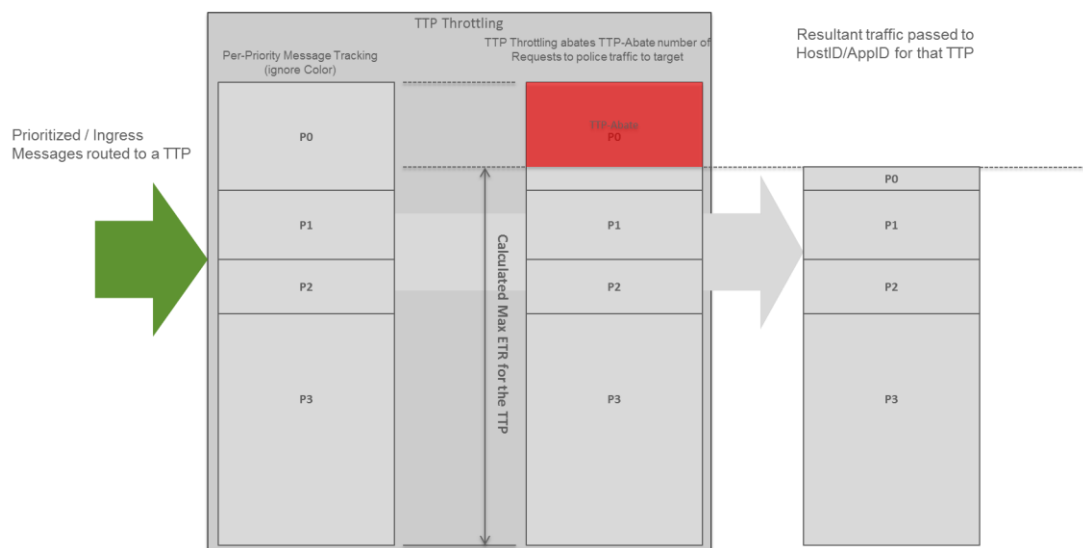 TTP Throttling
Per-Priority Message Tracking
(ignore Color)
TTP Throttling abates TTP-Abate number of
Requests to police traffic to target
Resultant traffic passed to
HostID/AppID for that TTP
Prioritized / Ingress
Messages routed to a TTP
P0
P1
P2
P3
Calculated Max ETR for the TTP
TTP-Abate
P0
P1
P2
P3
P0
P1
P2
P3